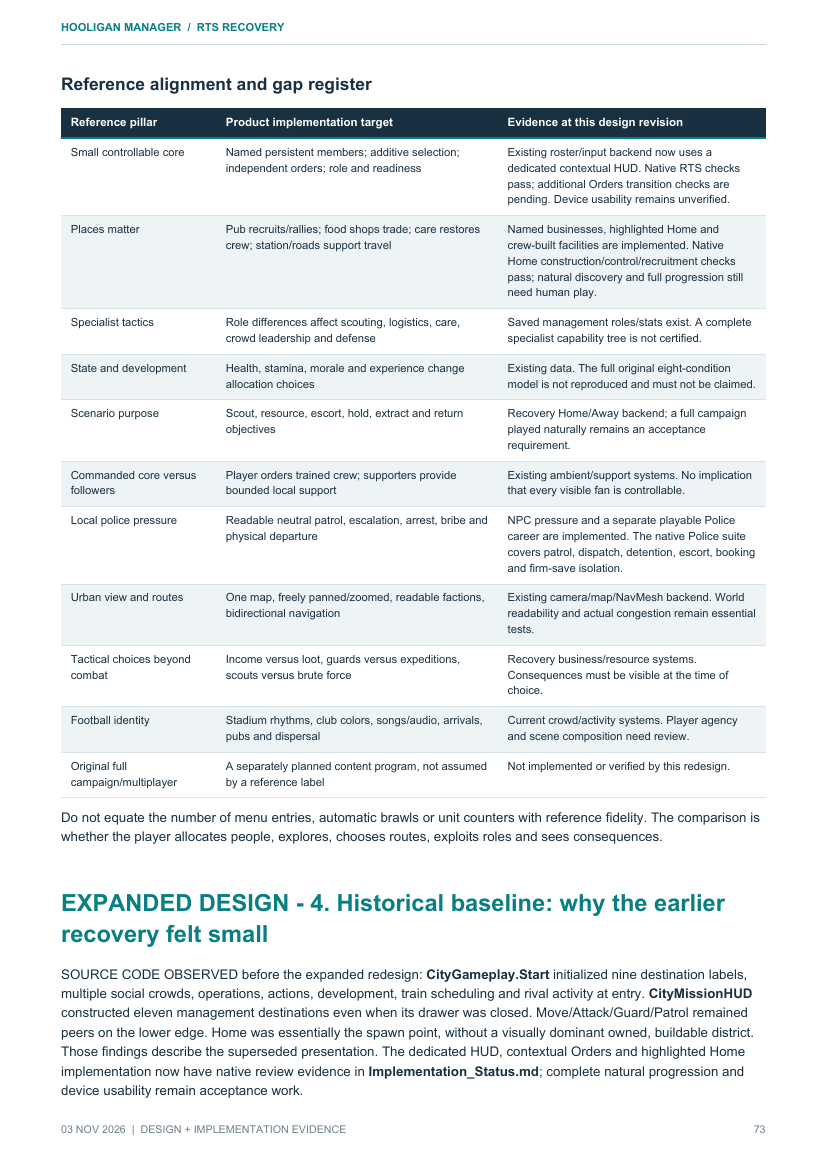 HOOLIGAN MANAGER / RTS RECOVERY
Reference alignment and gap register
Reference pillar
Product implementation target
Evidence at this design revision
Small controllable core
Named persistent members; additive selection;
independent orders; role and readiness
Existing roster/input backend now uses a
dedicated contextual HUD. Native RTS checks
pass; additional Orders transition checks are
pending. Device usability remains unverified.
Places matter
Pub recruits/rallies; food shops trade; care restores
crew; station/roads support travel
Named businesses, highlighted Home and
crew-built facilities are implemented. Native
Home construction/control/recruitment checks
pass; natural discovery and full progression still
need human play.
Specialist tactics
Role differences affect scouting, logistics, care,
crowd leadership and defense
Saved management roles/stats exist. A complete
specialist capability tree is not certified.
State and development
Health, stamina, morale and experience change
allocation choices
Existing data. The full original eight-condition
model is not reproduced and must not be claimed.
Scenario purpose
Scout, resource, escort, hold, extract and return
objectives
Recovery Home/Away backend; a full campaign
played naturally remains an acceptance
requirement.
Commanded core versus
followers
Player orders trained crew; supporters provide
bounded local support
Existing ambient/support systems. No implication
that every visible fan is controllable.
Local police pressure
Readable neutral patrol, escalation, arrest, bribe and
physical departure
NPC pressure and a separate playable Police
career are implemented. The native Police suite
covers patrol, dispatch, detention, escort, booking
and firm-save isolation.
Urban view and routes
One map, freely panned/zoomed, readable factions,
bidirectional navigation
Existing camera/map/NavMesh backend. World
readability and actual congestion remain essential
tests.
Tactical choices beyond
combat
Income versus loot, guards versus expeditions,
scouts versus brute force
Recovery business/resource systems.
Consequences must be visible at the time of
choice.
Football identity
Stadium rhythms, club colors, songs/audio, arrivals,
pubs and dispersal
Current crowd/activity systems. Player agency
and scene composition need review.
Original full
campaign/multiplayer
A separately planned content program, not assumed
by a reference label
Not implemented or verified by this redesign.
Do not equate the number of menu entries, automatic brawls or unit counters with reference fidelity. The comparison is
whether the player allocates people, explores, chooses routes, exploits roles and sees consequences.
EXPANDED DESIGN - 4. Historical baseline: why the earlier
recovery felt small
SOURCE CODE OBSERVED before the expanded redesign: CityGameplay.Start initialized nine destination labels,
multiple social crowds, operations, actions, development, train scheduling and rival activity at entry. CityMissionHUD
constructed eleven management destinations even when its drawer was closed. Move/Attack/Guard/Patrol remained
peers on the lower edge. Home was essentially the spawn point, without a visually dominant owned, buildable district.
Those findings describe the superseded presentation. The dedicated HUD, contextual Orders and highlighted Home
implementation now have native review evidence in Implementation_Status.md; complete natural progression and
device usability remain acceptance work.
03 NOV 2026 | DESIGN + IMPLEMENTATION EVIDENCE
73